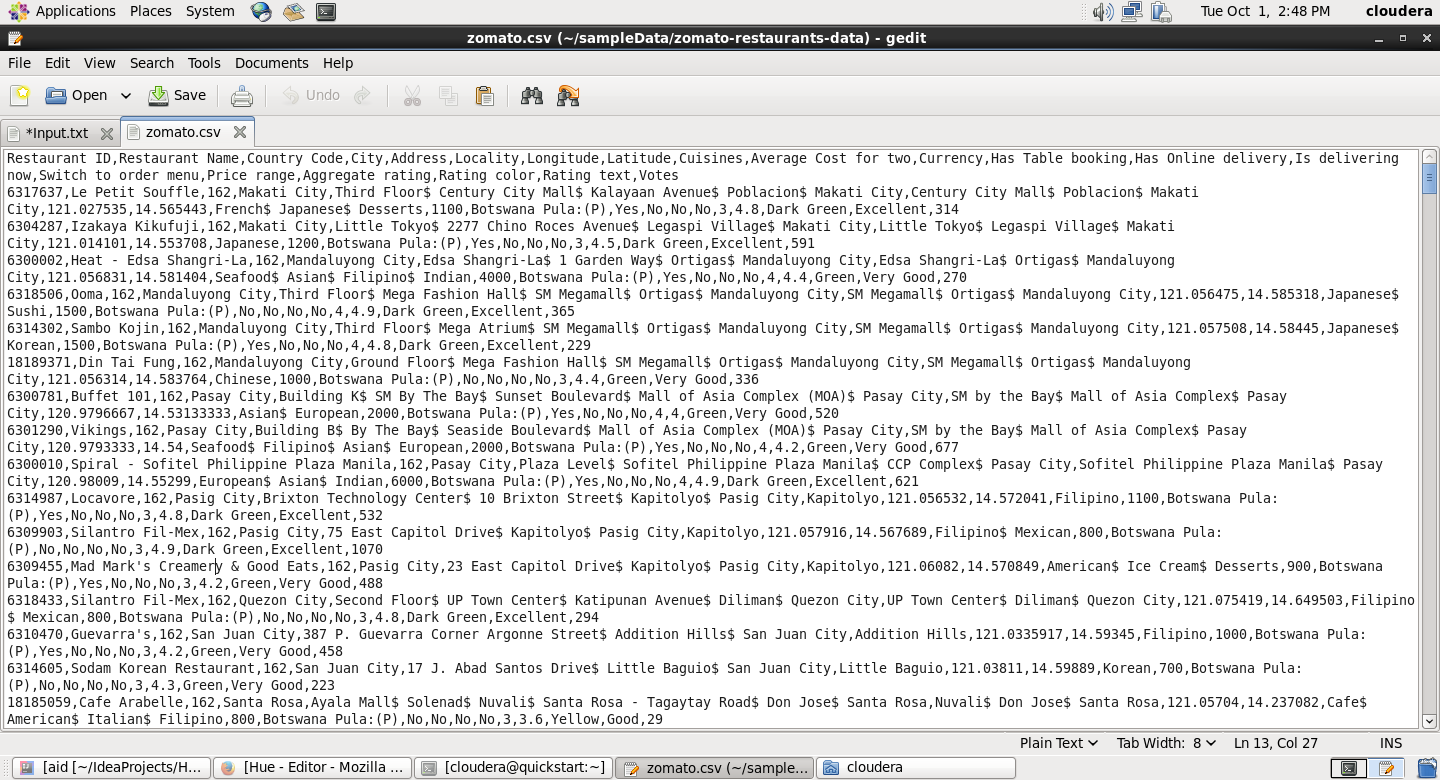 Applications Places System Tue Oct 1, 2:48 PM cloudera
zomato.csv (~/sampleData/zomato-restaurants-data) - gedit
File Edit View Search Tools Documents Help
Open Save Undo
*Input.txt zomato.csv
Restaurant ID,Restaurant Name,Country Code,City,Address,Locality,Longitude,Latitude,Cuisines,Average Cost for two,Currency,Has Table booking,Has Online delivery,Is delivering
now,Switch to order menu,Price range,Aggregate rating,Rating color,Rating text,Votes
6317637,Le Petit Souffle,162,Makati City,Third Floor$ Century City Mall$ Kalayaan Avenue$ Poblacion$ Makati City,Century City Mall$ Poblacion$ Makati
City,121.027535,14.565443,French$ Japanese$ Desserts,1100,Botswana Pula:(P),Yes,No,No,No,3,4.8,Dark Green,Excellent,314
6304287,Izakaya Kikufuji,162,Makati City,Little Tokyo$ 2277 Chino Roces Avenue$ Legaspi Village$ Makati City,Little Tokyo$ Legaspi Village$ Makati
City,121.014101,14.553708,Japanese,1200,Botswana Pula:(P),Yes,No,No,No,3,4.5,Dark Green,Excellent,591
6300002,Heat - Edsa Shangri-La,162,Mandaluyong City,Edsa Shangri-La$ 1 Garden Way$ Ortigas$ Mandaluyong City,Edsa Shangri-La$ Ortigas$ Mandaluyong
City,121.056831,14.581404,Seafood$ Asian$ Filipino$ Indian,4000,Botswana Pula:(P),Yes,No,No,No,4,4.4,Green,Very Good,270
6318506,Ooma,162,Mandaluyong City,Third Floor$ Mega Fashion Hall$ SM Megamall$ Ortigas$ Mandaluyong City,SM Megamall$ Ortigas$ Mandaluyong City,121.056475,14.585318,Japanese$
Sushi,1500,Botswana Pula:(P),No,No,No,No,4,4.9,Dark Green,Excellent,365
6314302,Sambo Kojin,162,Mandaluyong City,Third Floor$ Mega Atrium$ SM Megamall$ Ortigas$ Mandaluyong City,SM Megamall$ Ortigas$ Mandaluyong City,121.057508,14.58445,Japanese$
Korean,1500,Botswana Pula:(P),Yes,No,No,No,4,4.8,Dark Green,Excellent,229
18189371,Din Tai Fung,162,Mandaluyong City,Ground Floor$ Mega Fashion Hall$ SM Megamall$ Ortigas$ Mandaluyong City,SM Megamall$ Ortigas$ Mandaluyong
City,121.056314,14.583764,Chinese,1000,Botswana Pula:(P),No,No,No,No,3,4.4,Green,Very Good,336
6300781,Buffet 101,162,Pasay City,Building K$ SM By The Bay$ Sunset Boulevard$ Mall of Asia Complex (MOA)$ Pasay City,SM by the Bay$ Mall of Asia Complex$ Pasay
City,120.9796667,14.53133333,Asian$ European,2000,Botswana Pula:(P),Yes,No,No,No,4,4,Green,Very Good,520
6301290,Vikings,162,Pasay City,Building B$ By The Bay$ Seaside Boulevard$ Mall of Asia Complex (MOA)$ Pasay City,SM by the Bay$ Mall of Asia Complex$ Pasay
City,120.9793333,14.54,Seafood$ Filipino$ Asian$ European,2000,Botswana Pula:(P),Yes,No,No,No,4,4.2,Green,Very Good,677
6300010,Spiral - Sofitel Philippine Plaza Manila,162,Pasay City,Plaza Level$ Sofitel Philippine Plaza Manila$ CCP Complex$ Pasay City,Sofitel Philippine Plaza Manila$ Pasay
City,120.98009,14.55299,European$ Asian$ Indian,6000,Botswana Pula:(P),Yes,No,No,No,4,4.9,Dark Green,Excellent,621
6314987,Locavore,162,Pasig City,Brixton Technology Center$ 10 Brixton Street$ Kapitolyo$ Pasig City,Kapitolyo,121.056532,14.572041,Filipino,1100,Botswana Pula:
(P),Yes,No,No,No,3,4.8,Dark Green,Excellent,532
6309903,Silantro Fil-Mex,162,Pasig City,75 East Capitol Drive$ Kapitolyo$ Pasig City,Kapitolyo,121.057916,14.567689,Filipino$ Mexican,800,Botswana Pula:
(P),No,No,No,No,3,4.9,Dark Green,Excellent,1070
6309455,Mad Mark's Creamery & Good Eats,162,Pasig City,23 East Capitol Drive$ Kapitolyo$ Pasig City,Kapitolyo,121.06082,14.570849,American$ Ice Cream$ Desserts,900,Botswana
Pula:(P),Yes,No,No,No,3,4.2,Green,Very Good,488
6318433,Silantro Fil-Mex,162,Quezon City,Second Floor$ UP Town Center$ Katipunan Avenue$ Diliman$ Quezon City,UP Town Center$ Diliman$ Quezon City,121.075419,14.649503,Filipino
$ Mexican,800,Botswana Pula:(P),No,No,No,No,3,4.8,Dark Green,Excellent,294
6310470,Guevarra's,162,San Juan City,387 P. Guevarra Corner Argonne Street$ Addition Hills$ San Juan City,Addition Hills,121.0335917,14.59345,Filipino,1000,Botswana Pula:
(P),Yes,No,No,No,3,4.2,Green,Very Good,458
6314605,Sodam Korean Restaurant,162,San Juan City,17 J. Abad Santos Drive$ Little Baguio$ San Juan City,Little Baguio,121.03811,14.59889,Korean,700,Botswana Pula:
(P),No,No,No,No,3,4.3,Green,Very Good,223
18185059,Cafe Arabelle,162,Santa Rosa,Ayala Mall$ Solenad$ Nuvali$ Santa Rosa - Tagaytay Road$ Don Jose$ Santa Rosa,Nuvali$ Don Jose$ Santa Rosa,121.05704,14.237082,Cafe$
American$ Italian$ Filipino,800,Botswana Pula:(P),No,No,No,No,3,3.6,Yellow,Good,29
Plain Text Tab Width: 8 Ln 13, Col 27 INS
[aid [~/IdeaProjects/H... [Hue - Editor - Mozilla ... [cloudera@quickstart:~] zomato.csv (~/sample... cloudera